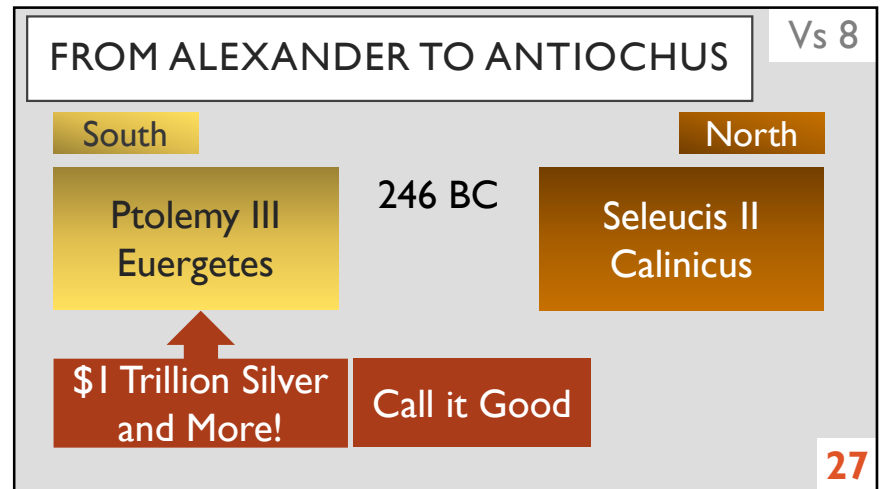 FROM ALEXANDER TO ANTIOCHUS
Vs 8
South
North
Ptolemy III
Euergetes
246 BC
Seleucis II
Calinicus
$1 Trillion Silver
and More!
Call it Good
27